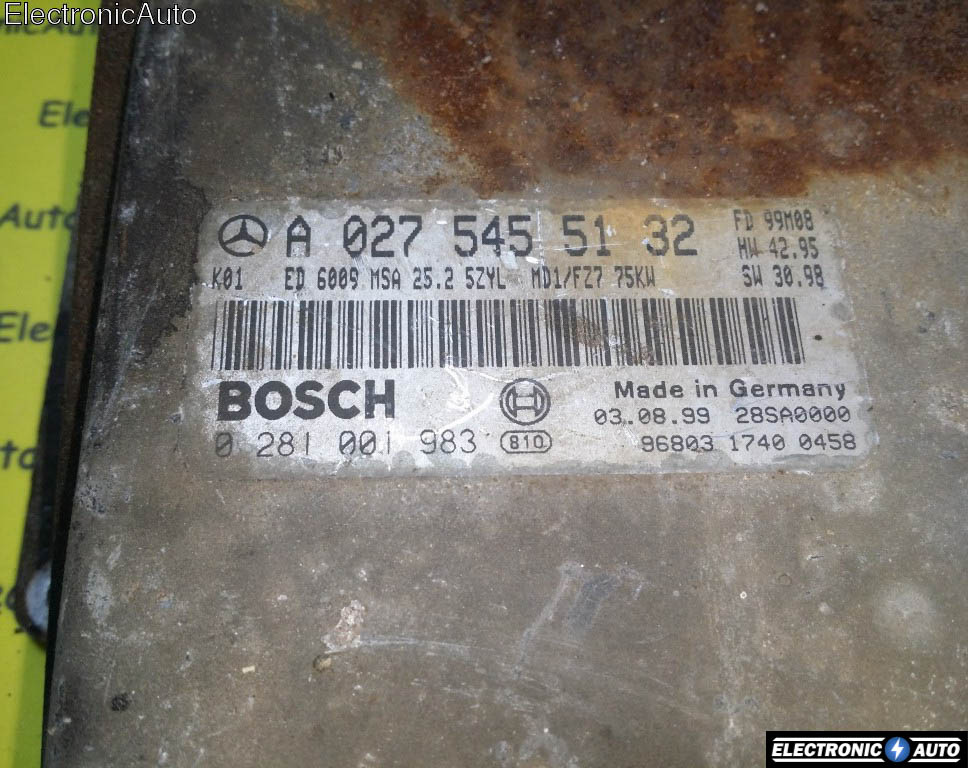 ElectronicAuto
A 027 545 51 32
FD 99M08
HW 42.95
K01 ED 6009 MSA 25.2 5ZYL MD1/FZ7 75KW SW 30.98
BOSCH
Made in Germany
03.08.99 28SA0000
0 281 001 983 810
96803 1740 0458
ELECTRONIC AUTO